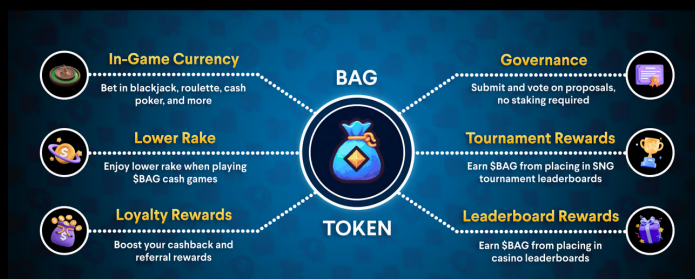 In-Game Currency
Bet in blackjack, roulette, cash
poker, and more
Lower Rake
Enjoy lower rake when playing
$BAG cash games
Loyalty Rewards
Boost your cashback and
referral rewards
BAG
TOKEN
Governance
Submit and vote on proposals,
no staking required
Tournament Rewards
Earn $BAG from placing in SNG
tournament leaderboards
Leaderboard Rewards
Earn $BAG from placing in
casino leaderboards